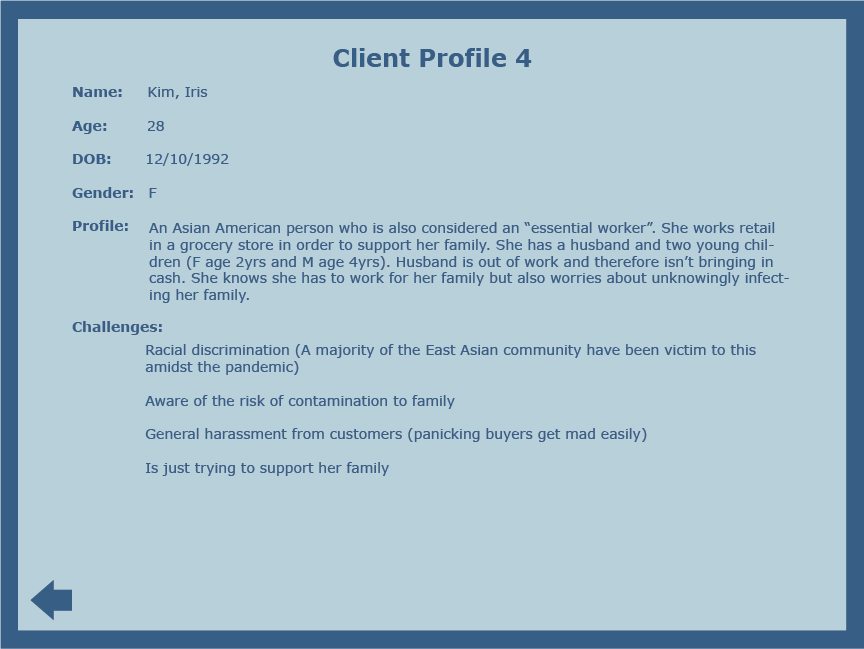 Client Profile 4
Name: Kim, Iris
Age: 28
DOB: 12/10/1992
Gender: F
Profile: An Asian American person who is also considered an “essential worker”. She works retail
in a grocery store in order to support her family. She has a husband and two young chil-
dren (F age 2yrs and M age 4yrs). Husband is out of work and therefore isn’t bringing in
cash. She knows she has to work for her family but also worries about unknowingly infect-
ing her family.
Challenges:
Racial discrimination (A majority of the East Asian community have been victim to this
amidst the pandemic)
Aware of the risk of contamination to family
General harassment from customers (panicking buyers get mad easily)
Is just trying to support her family